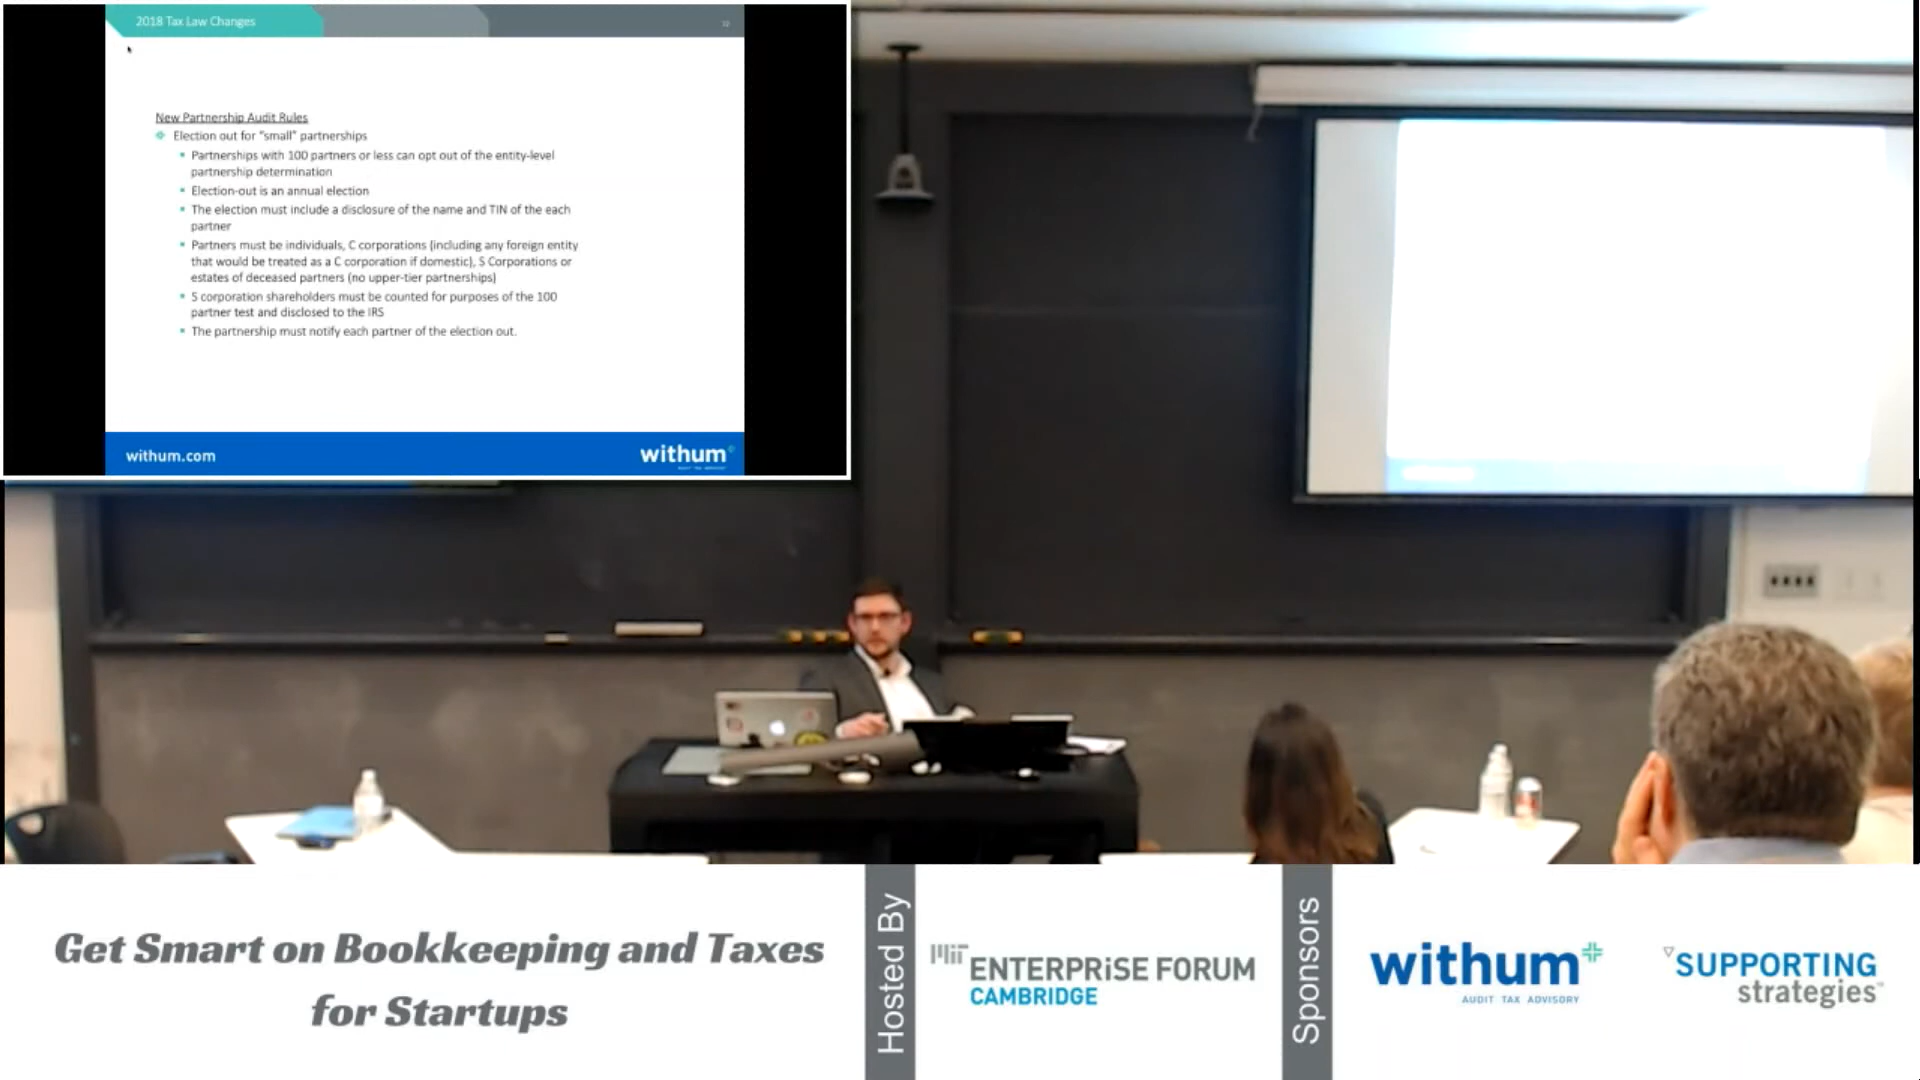 2018 Tax Law Changes
New Partnership Audit Rules
Election out for “small” partnerships
Partnerships with 100 partners or less can opt out of the entity-level
partnership determination
Election-out is an annual election
The election must include a disclosure of the name and TIN of the each
partner
Partners must be individuals, C corporations (including any foreign entity
that would be treated as a C corporation if domestic), S Corporations or
estates of deceased partners (no upper-tier partnerships)
S corporation shareholders must be counted for purposes of the 100
partner test and disclosed to the IRS
The partnership must notify each partner of the election out.
withum.com
withum
Get Smart on Bookkeeping and Taxes
for Startups
Hosted By
MiT
ENTERPRiSE FORUM
CAMBRIDGE
Sponsors
withum
AUDIT TAX ADVISORY
SUPPORTING
strategies